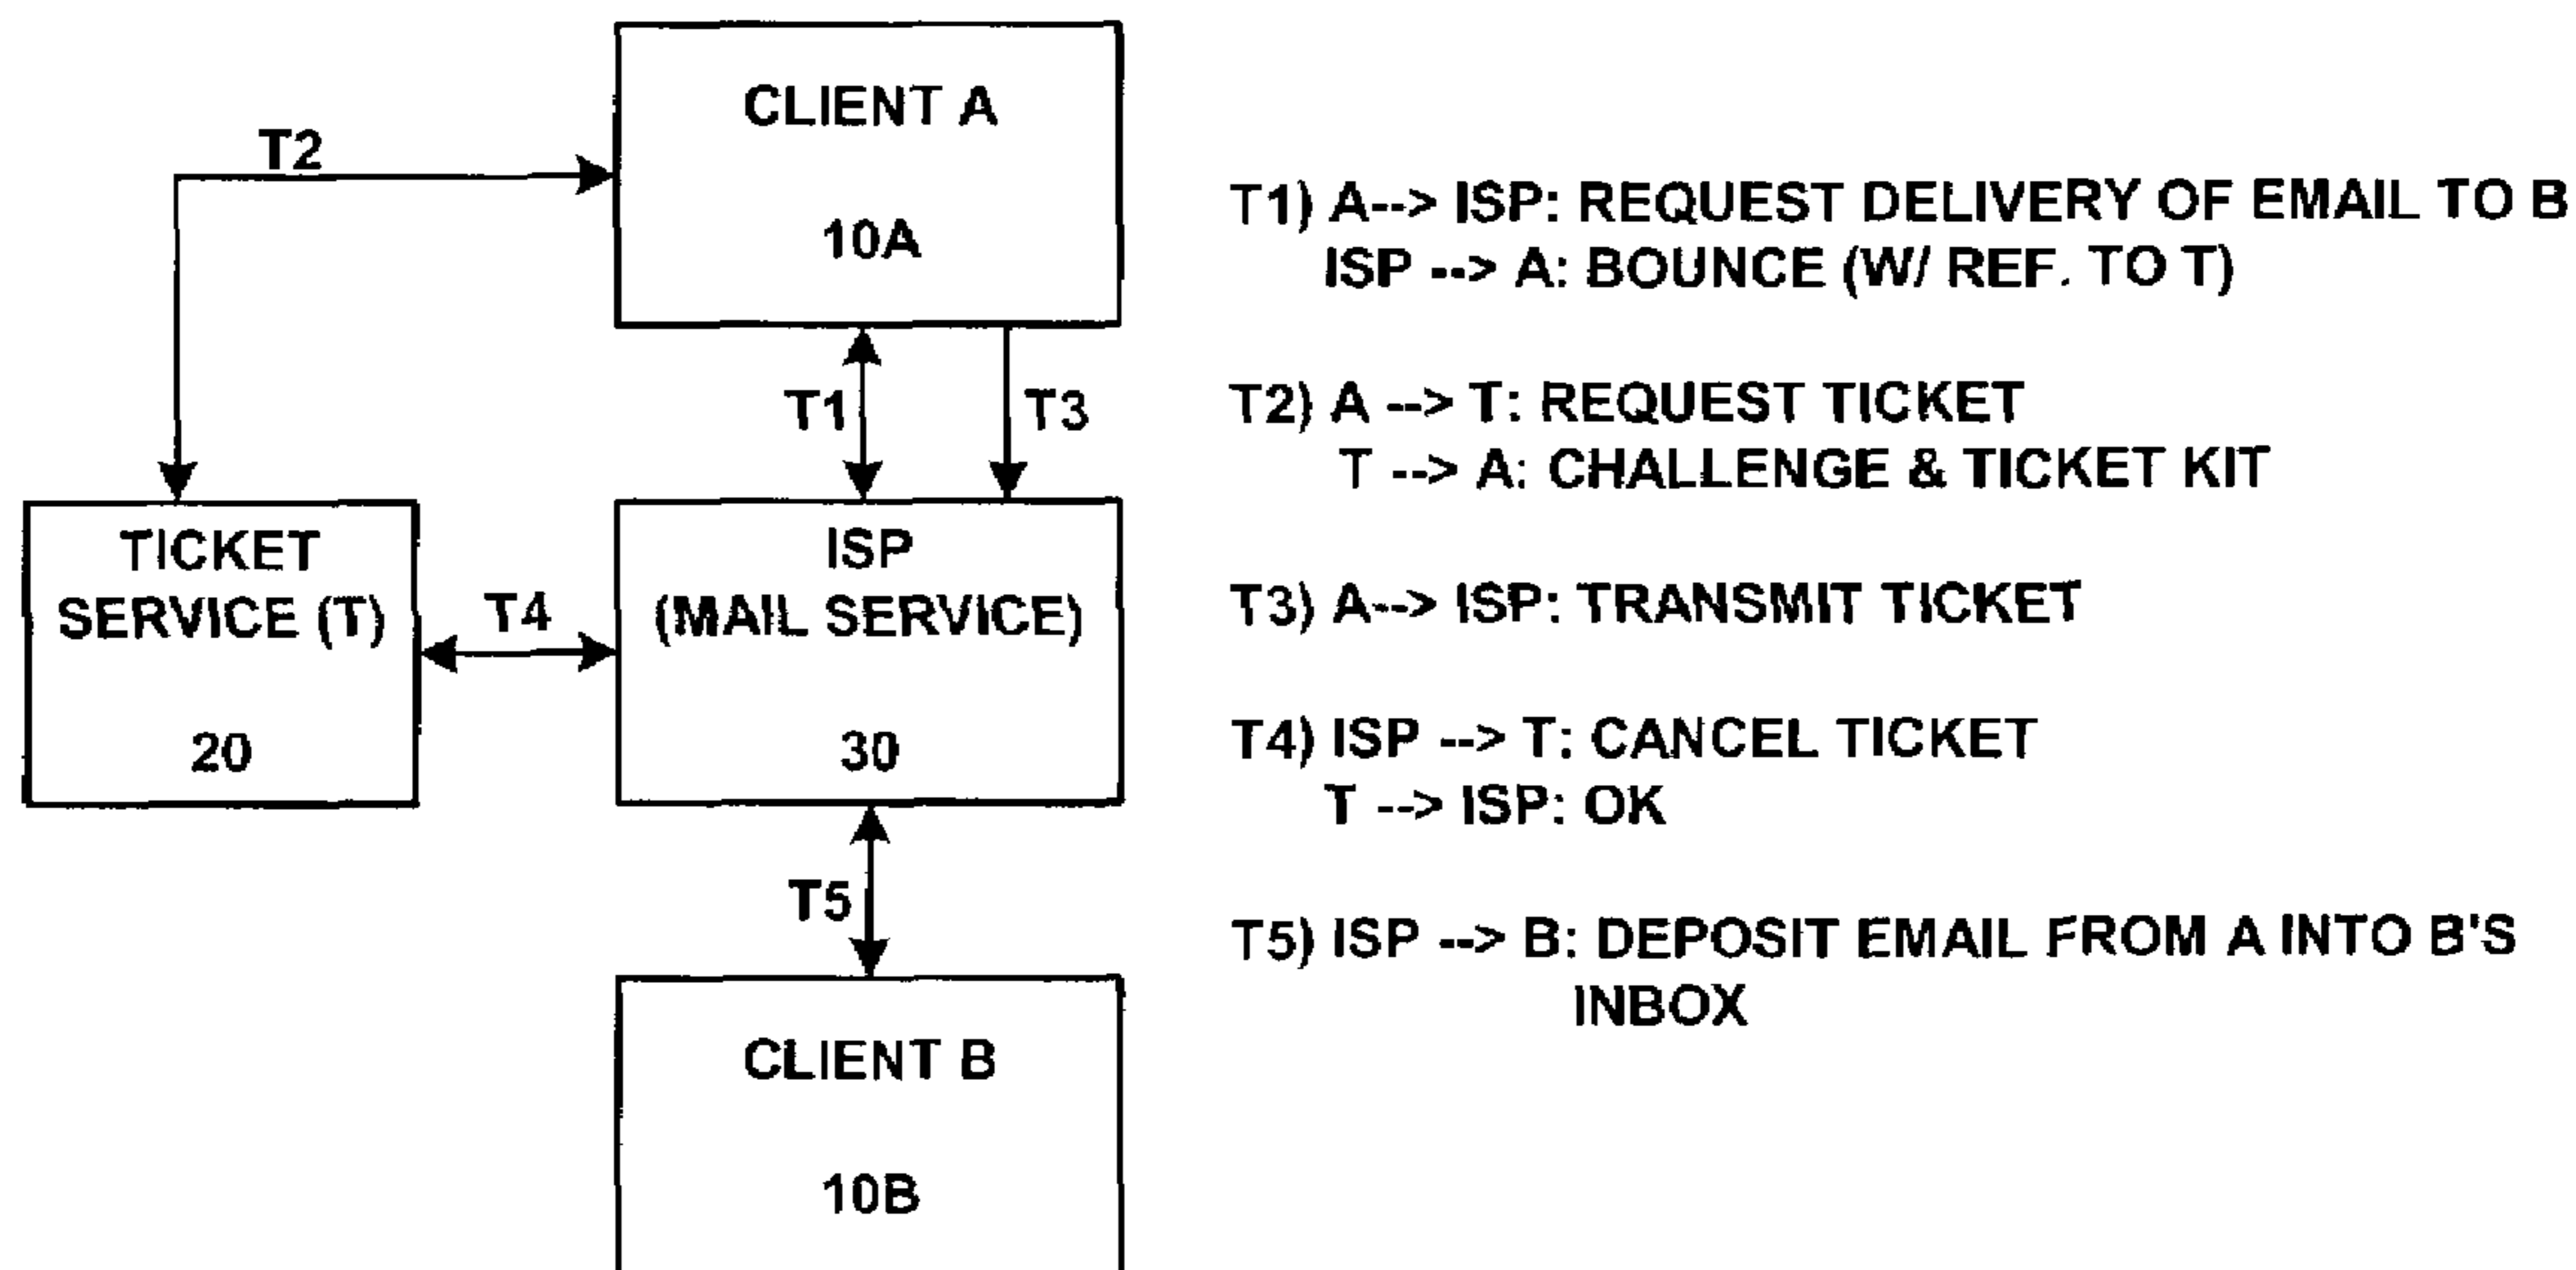 CLIENT A
10A
T2
T1
T3
TICKET
SERVICE (T)
20
T4
ISP
(MAIL SERVICE)
30
T5
CLIENT B
10B
T1) A--> ISP: REQUEST DELIVERY OF EMAIL TO B
ISP --> A: BOUNCE (W/ REF. TO T)
T2) A --> T: REQUEST TICKET
T --> A: CHALLENGE & TICKET KIT
T3) A--> ISP: TRANSMIT TICKET
T4) ISP --> T: CANCEL TICKET
T --> ISP: OK
T5) ISP --> B: DEPOSIT EMAIL FROM A INTO B'S
INBOX